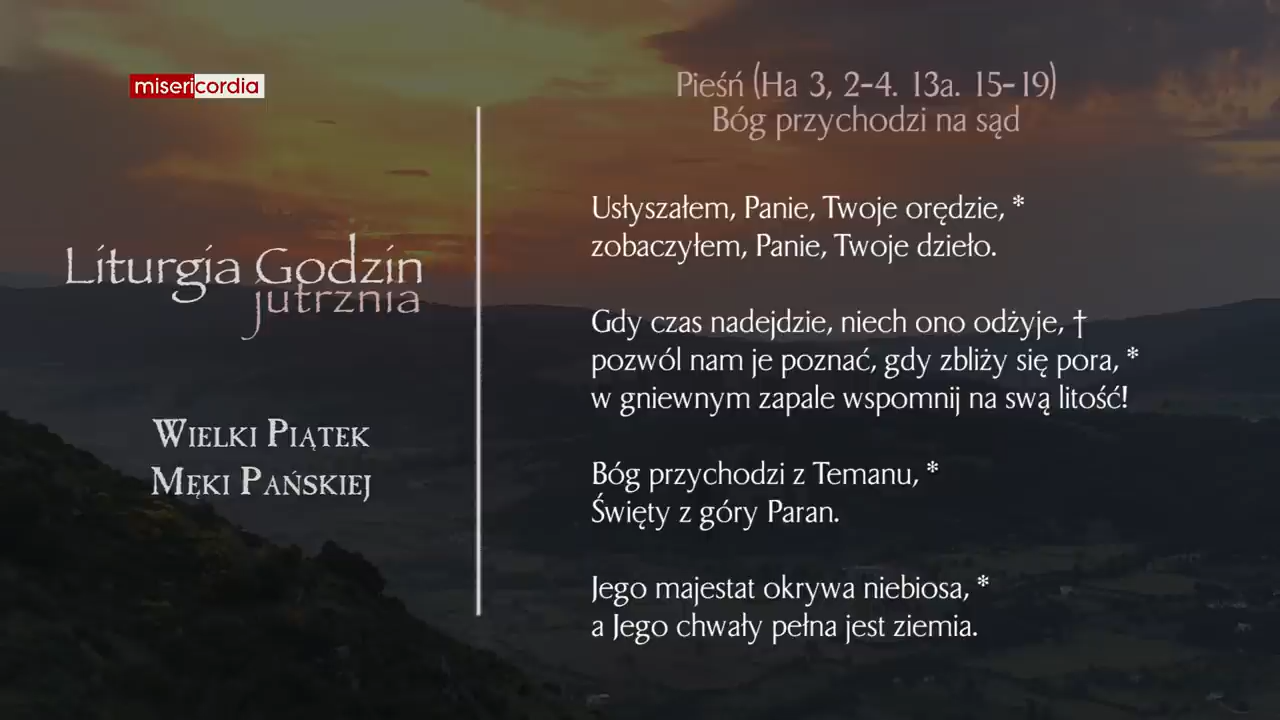 misericordia
Liturgia Godzin
jutrznia
Wielki Piątek
Męki Pańskiej
Pieśń (Ha 3, 2-4. 13a. 15-19)
Bóg przychodzi na sąd
Usłyszałem, Panie, Twoje orędzie, *
zobaczyłem, Panie, Twoje dzieło.
Gdy czas nadejdzie, niech ono odżyje, †
pozwól nam je poznać, gdy zbliży się pora, *
w gniewnym zapale wspomnij na swą litość!
Bóg przychodzi z Temanu, *
Święty z góry Paran.
Jego majestat okrywa niebiosa, *
a Jego chwały pełna jest ziemia.